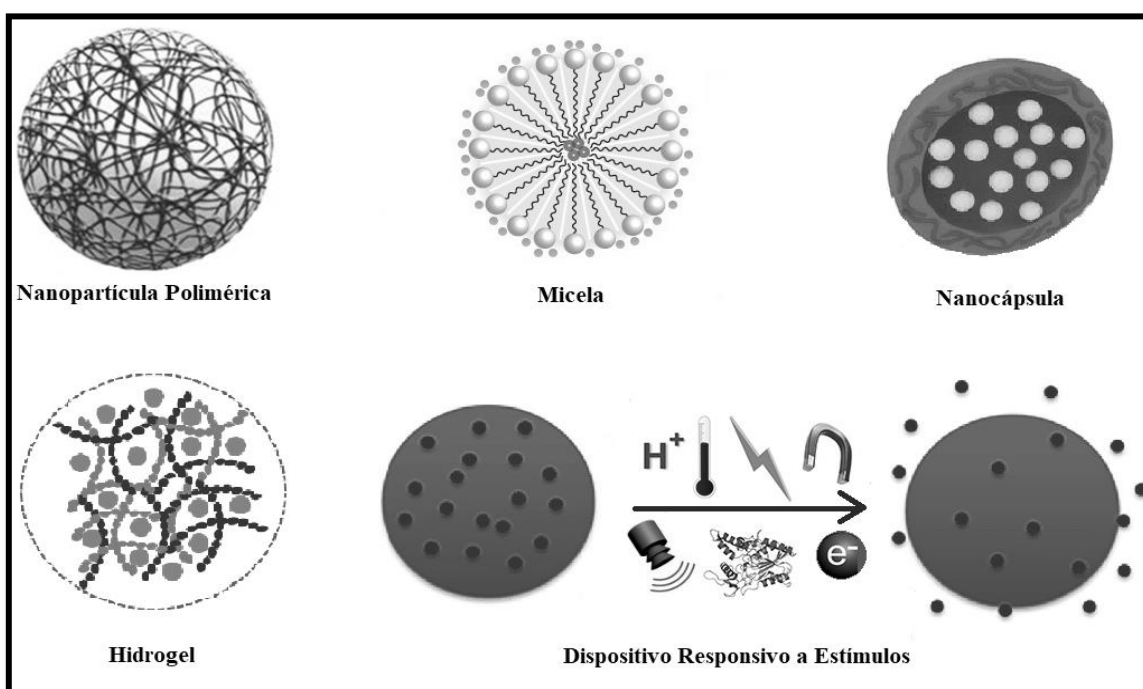 Nanopartícula Polimérica
Micela
Nanocápsula
H⁺
e⁻
Hidrogel
Dispositivo Responsivo a Estímulos